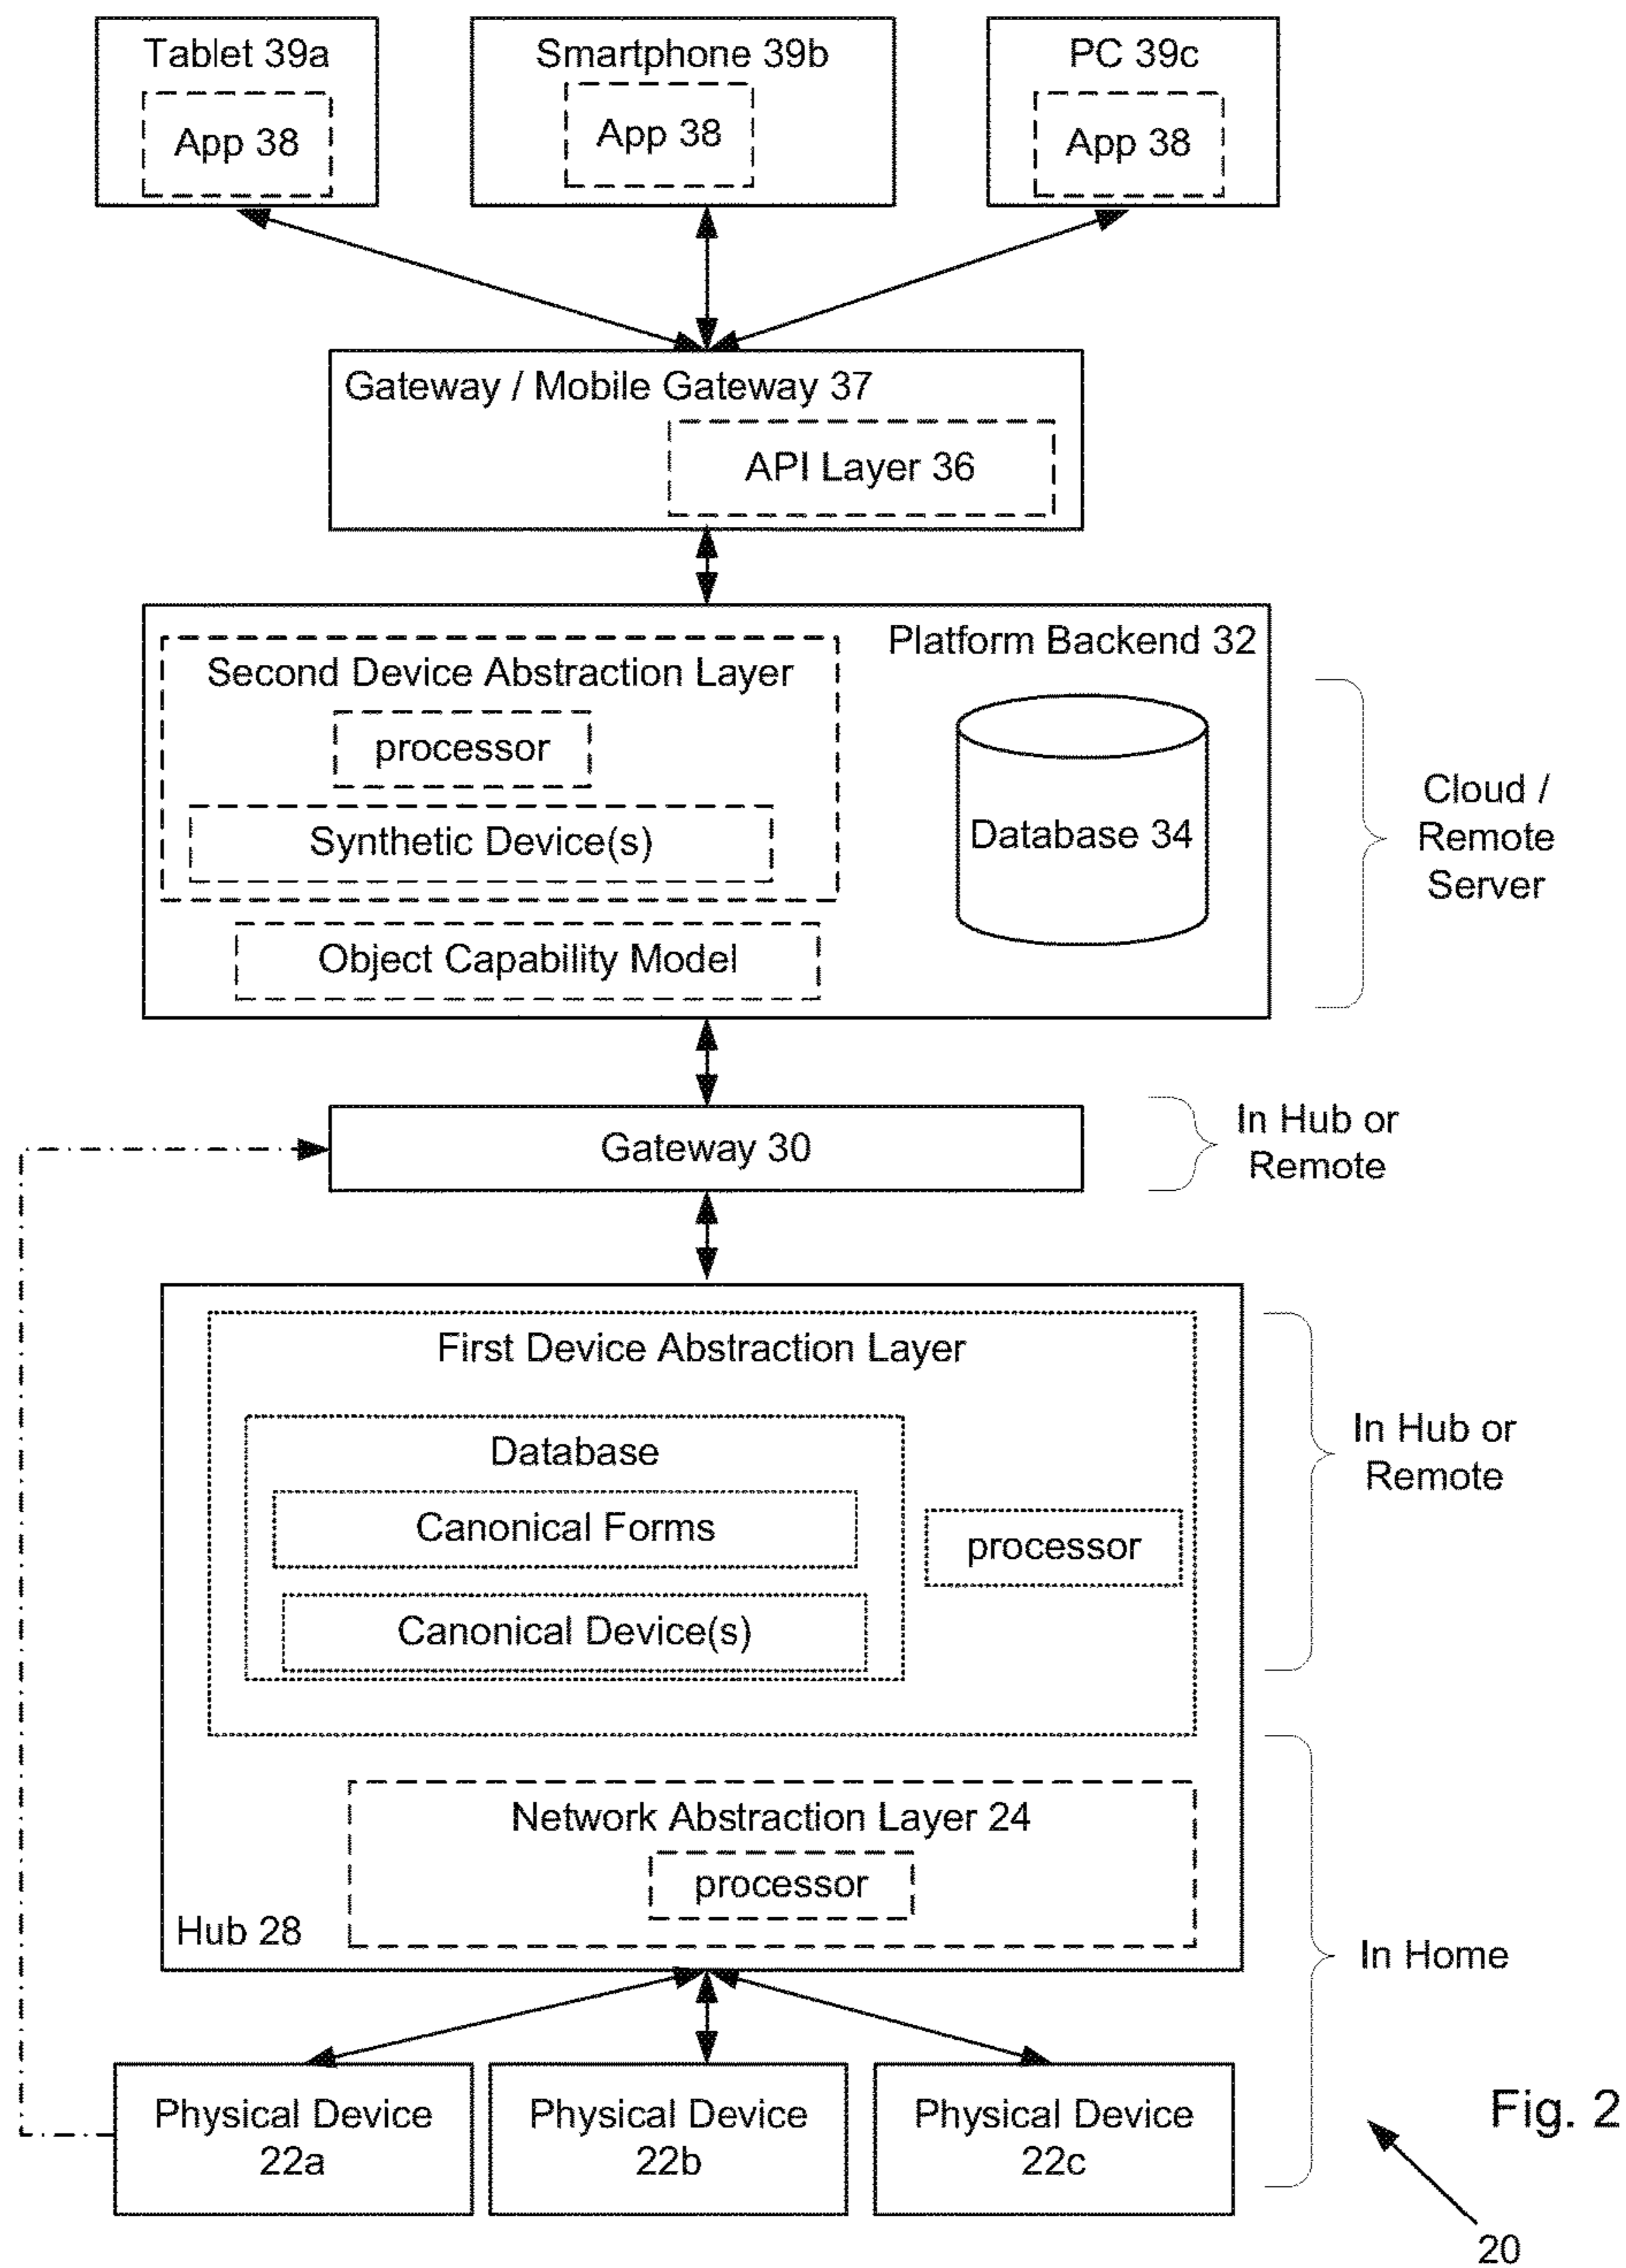 Tablet 39a
App 38
Smartphone 39b
App 38
PC 39c
App 38
Gateway / Mobile Gateway 37
API Layer 36
Platform Backend 32
Second Device Abstraction Layer
processor
Synthetic Device(s)
Object Capability Model
Database 34
Cloud /
Remote
Server
Gateway 30
In Hub or
Remote
First Device Abstraction Layer
Database
Canonical Forms
Canonical Device(s)
processor
In Hub or
Remote
Network Abstraction Layer 24
processor
Hub 28
In Home
Physical Device
22a
Physical Device
22b
Physical Device
22c
Fig. 2
20